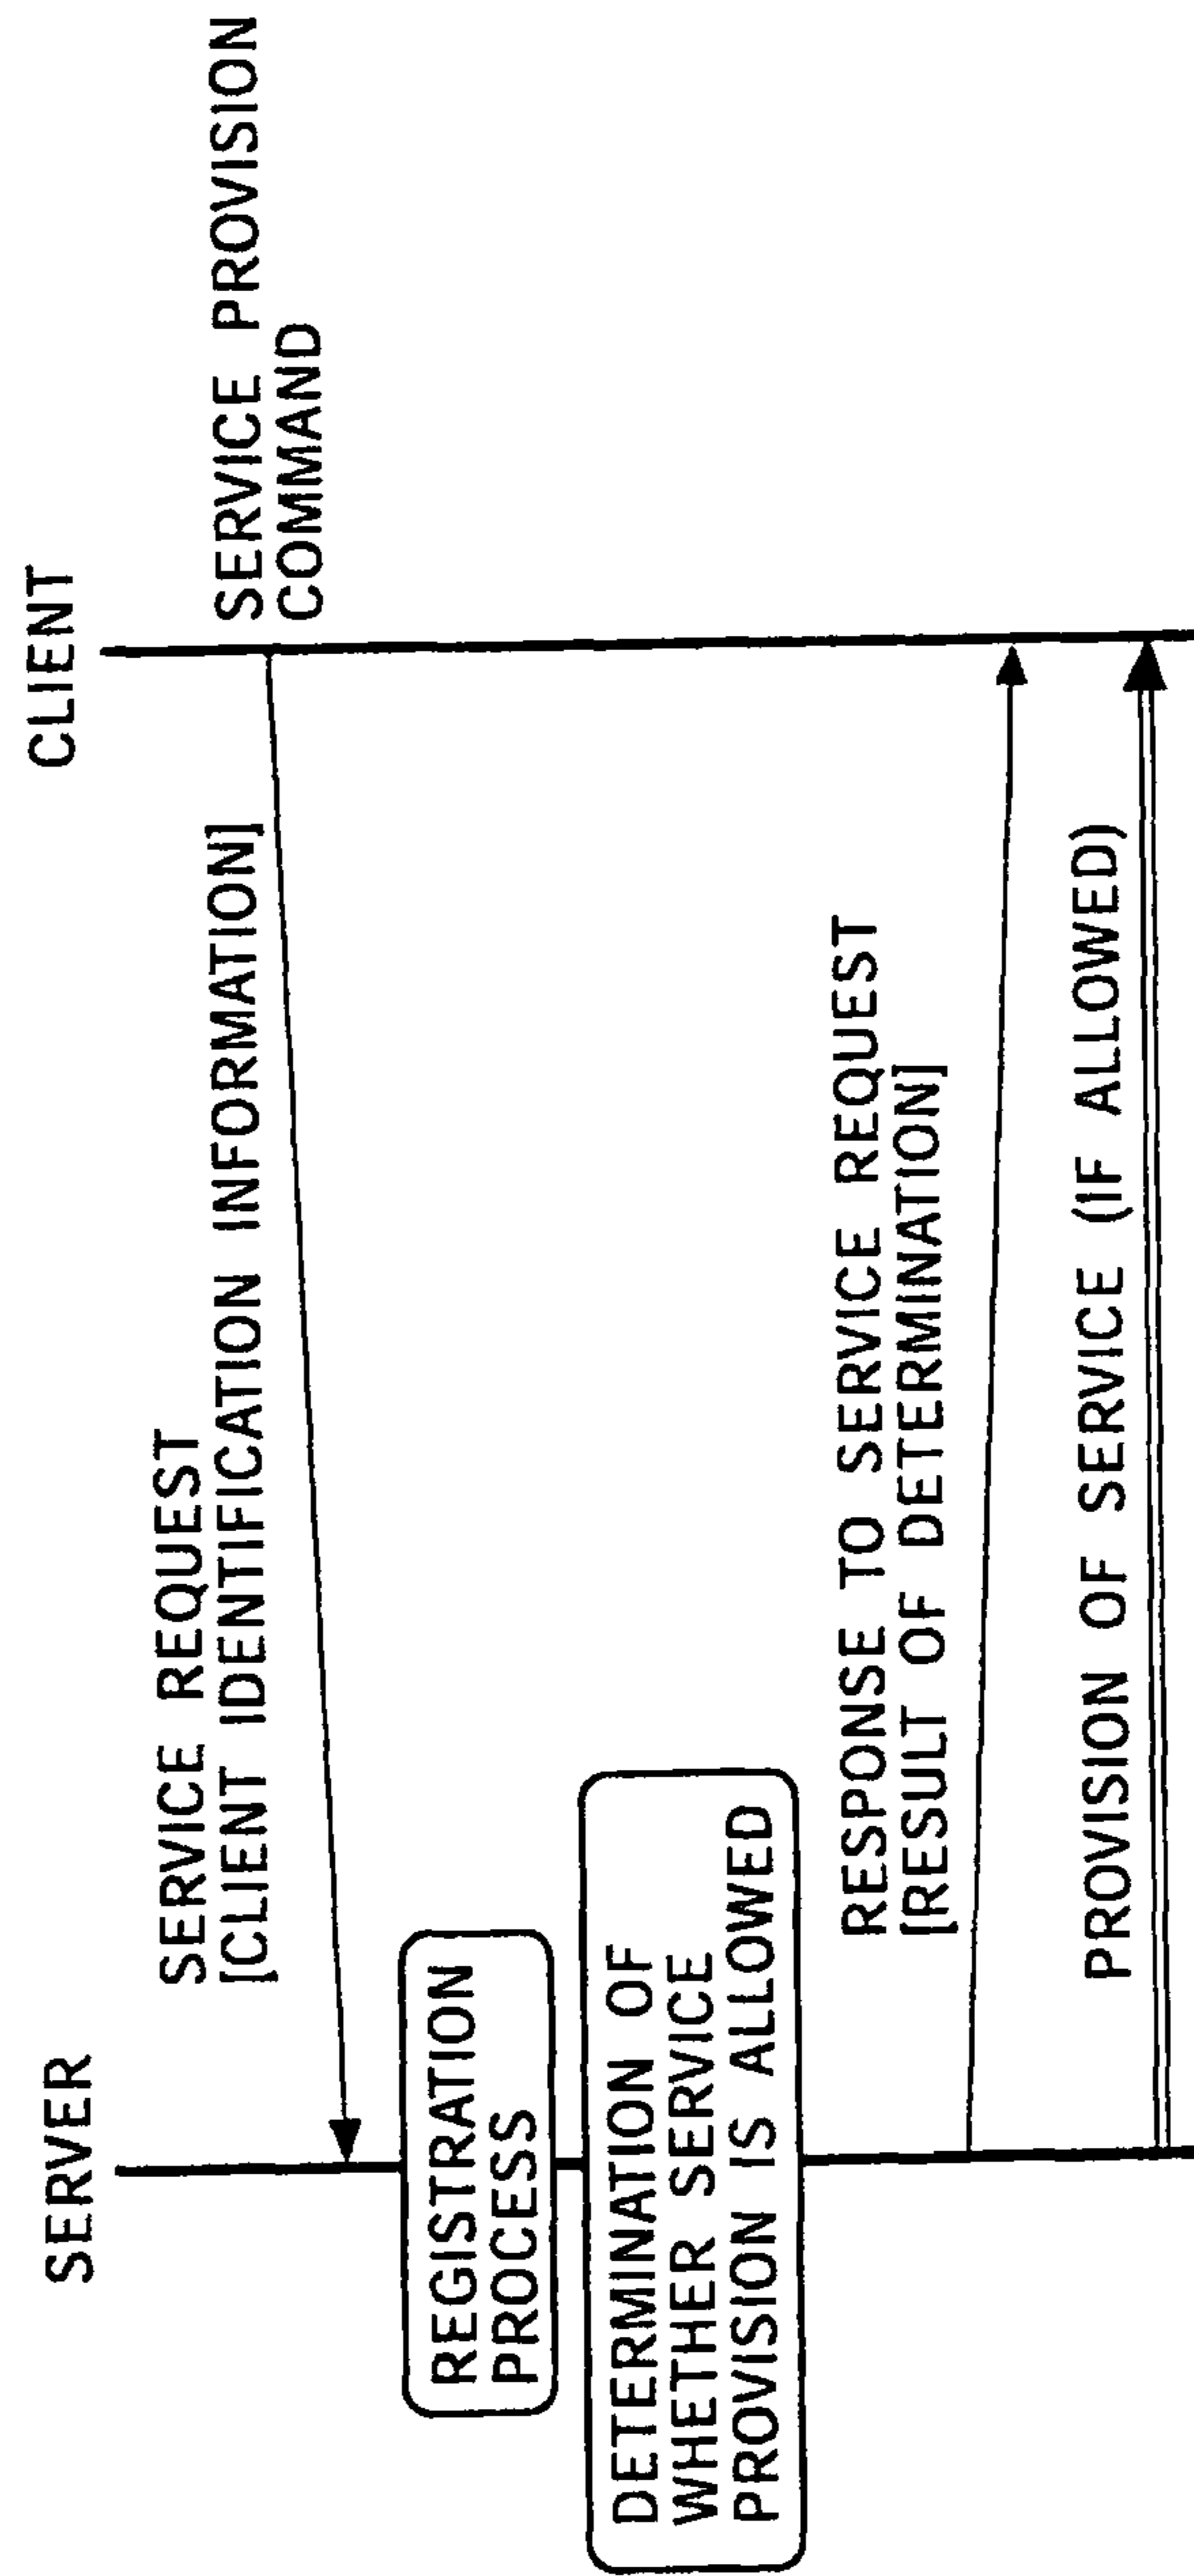 SERVER
CLIENT
SERVICE PROVISION
COMMAND
SERVICE REQUEST
[CLIENT IDENTIFICATION INFORMATION]
REGISTRATION
PROCESS
DETERMINATION OF
WHETHER SERVICE
PROVISION IS ALLOWED
RESPONSE TO SERVICE REQUEST
[RESULT OF DETERMINATION]
PROVISION OF SERVICE (IF ALLOWED)